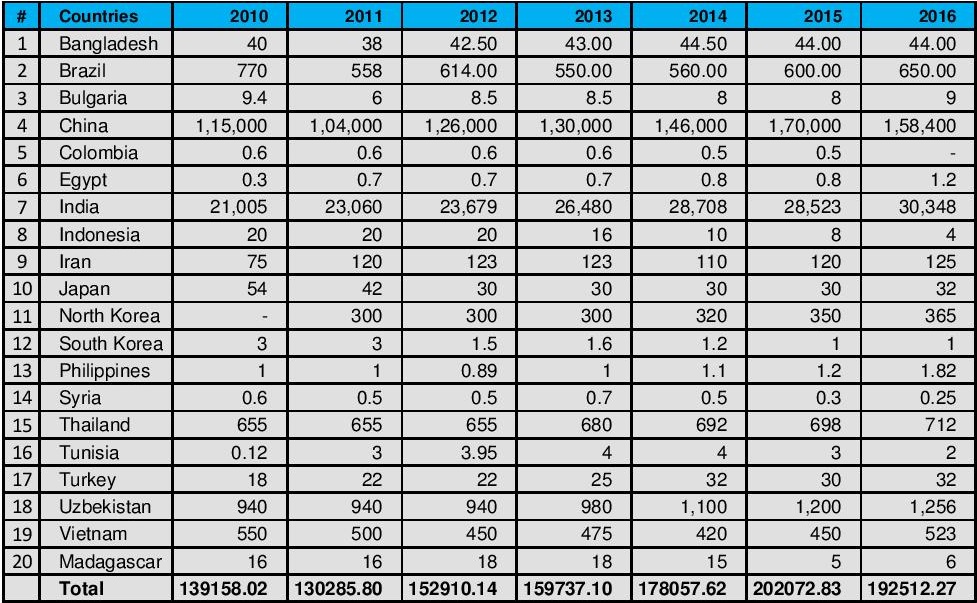 # Countries 2010 2011 2012 2013 2014 2015 2016
1 Bangladesh 40 38 42.50 43.00 44.50 44.00 44.00
2 Brazil 770 558 614.00 550.00 560.00 600.00 650.00
3 Bulgaria 9.4 6 8.5 8.5 8 8 9
4 China 1,15,000 1,04,000 1,26,000 1,30,000 1,46,000 1,70,000 1,58,400
5 Colombia 0.6 0.6 0.6 0.6 0.5 0.5 -
6 Egypt 0.3 0.7 0.7 0.7 0.8 0.8 1.2
7 India 21,005 23,060 23,679 26,480 28,708 28,523 30,348
8 Indonesia 20 20 20 16 10 8 4
9 Iran 75 120 123 123 110 120 125
10 Japan 54 42 30 30 30 30 32
11 North Korea - 300 300 300 320 350 365
12 South Korea 3 3 1.5 1.6 1.2 1 1
13 Philippines 1 1 0.89 1 1.1 1.2 1.82
14 Syria 0.6 0.5 0.5 0.7 0.5 0.3 0.25
15 Thailand 655 655 655 680 692 698 712
16 Tunisia 0.12 3 3.95 4 4 3 2
17 Turkey 18 22 22 25 32 30 32
18 Uzbekistan 940 940 940 980 1,100 1,200 1,256
19 Vietnam 550 500 450 475 420 450 523
20 Madagascar 16 16 18 18 15 5 6
Total 139158.02 130285.80 152910.14 159737.10 178057.62 202072.83 192512.27